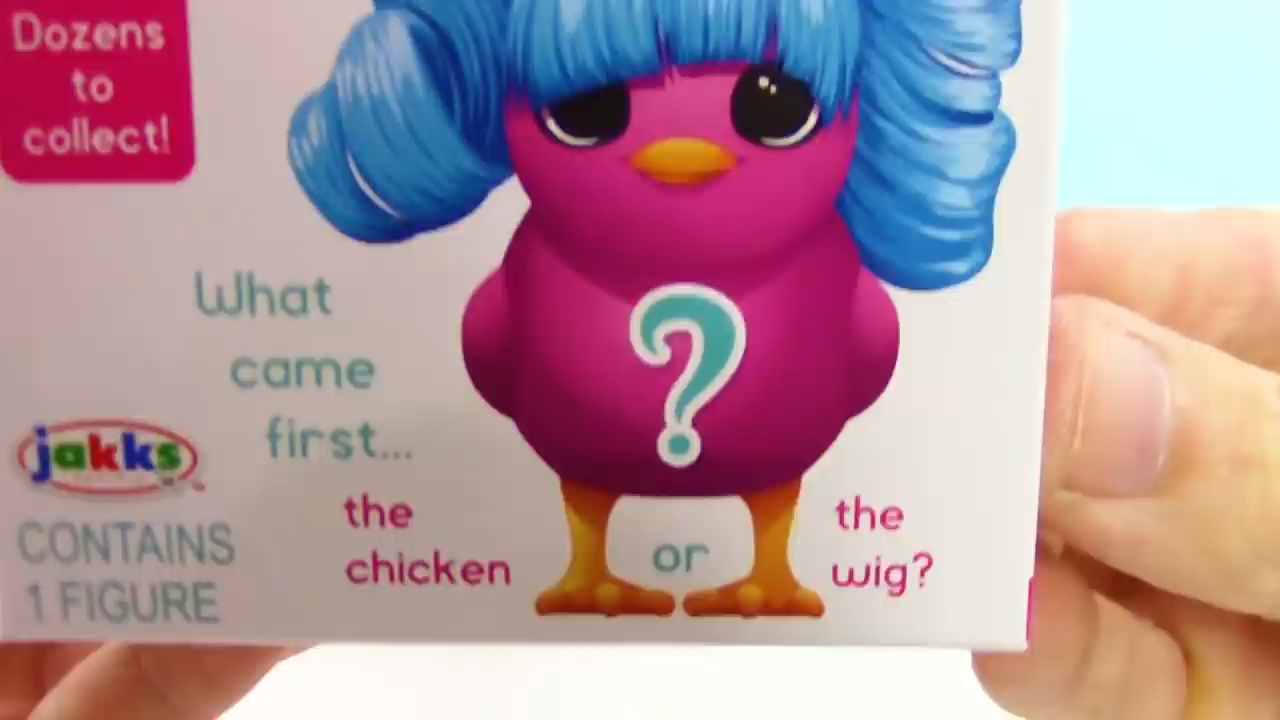 Dozens
to
collect!
What
came
first...
the
chicken
or
the
wig?
?
jakks
CONTAINS
1 FIGURE